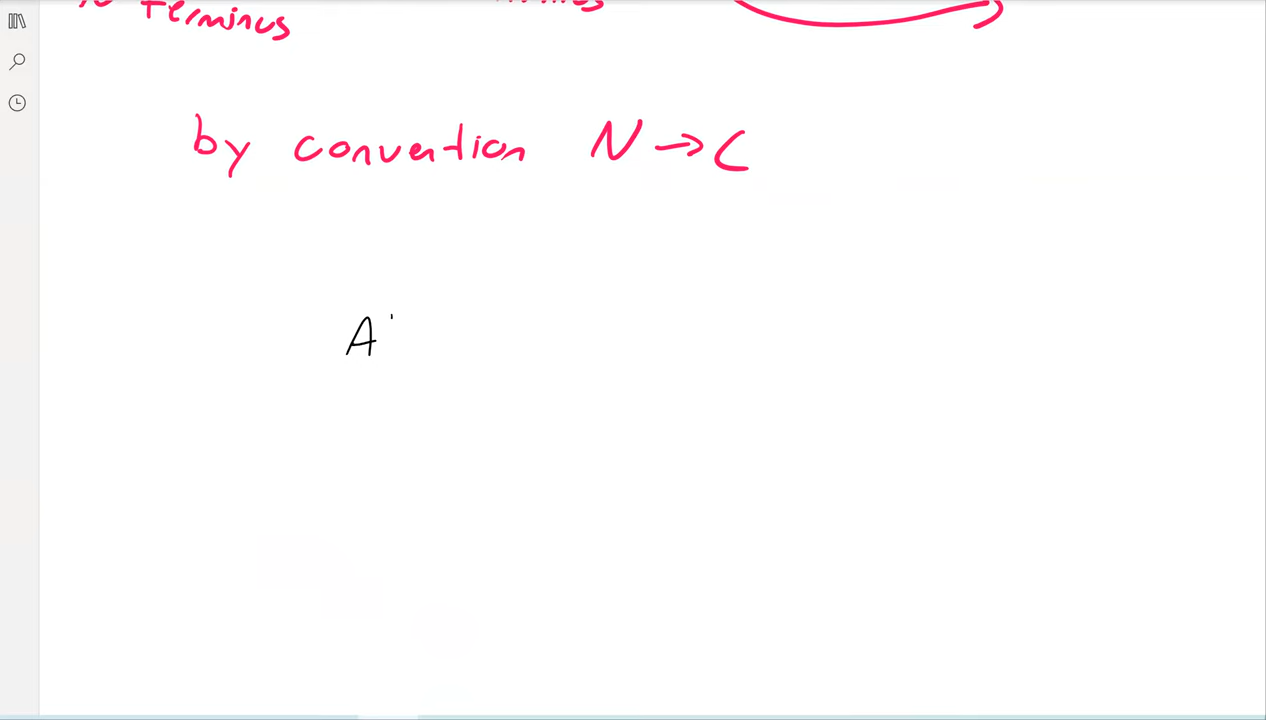 terminus
by convention N → C
A